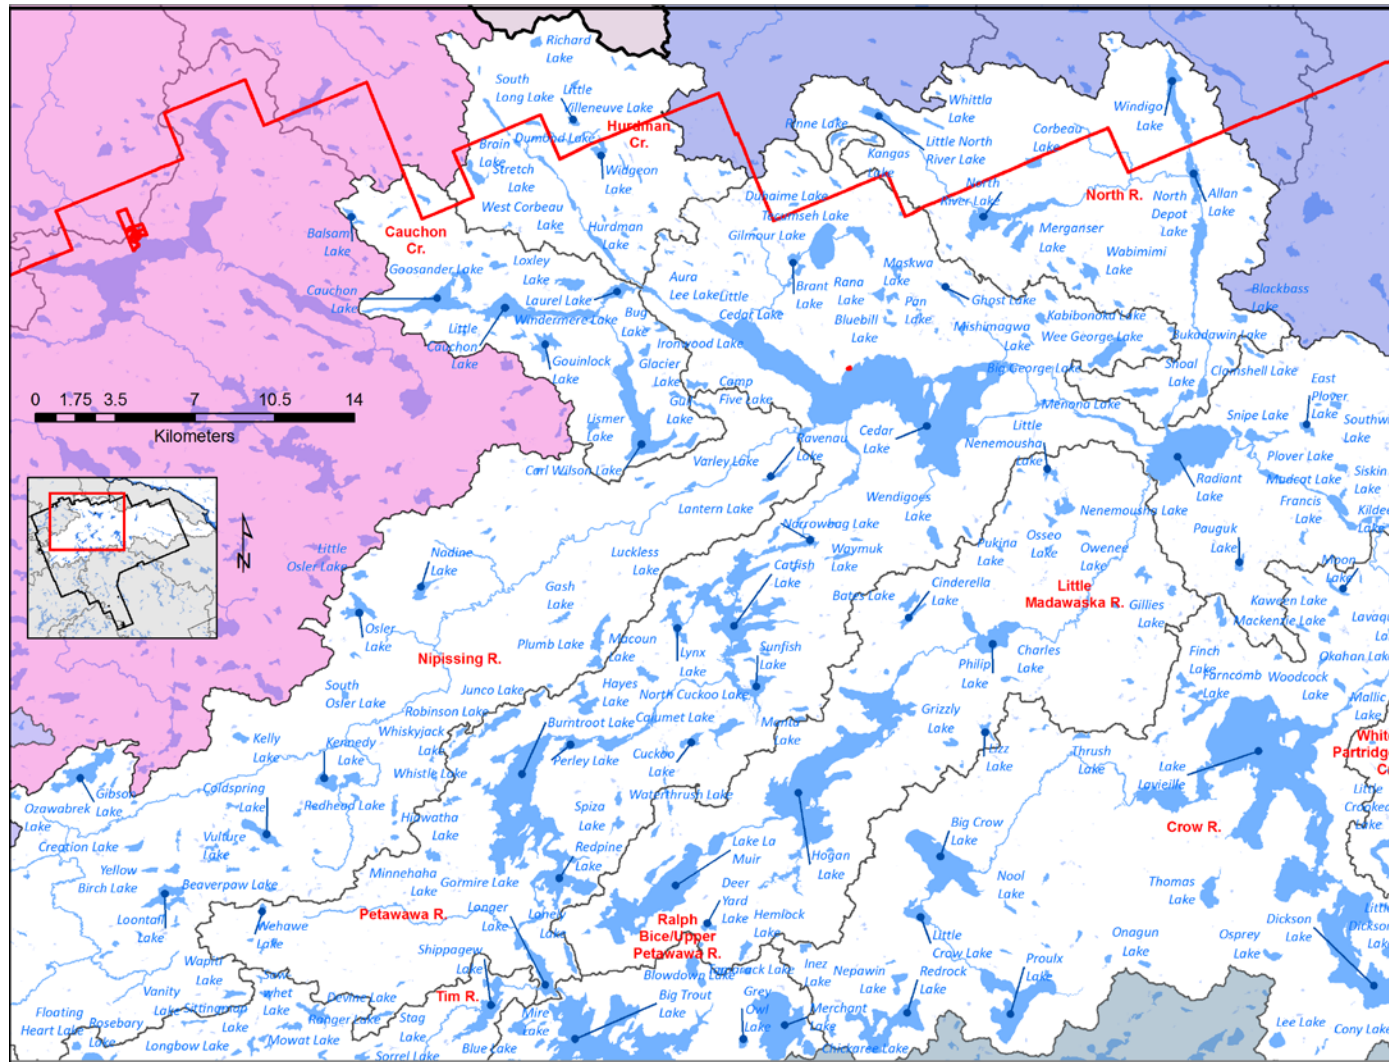 Richard
Lake
South
Long Lake
Little
Villeneuve Lake
Dumond Lake
Hurdman
Cr.
Brain
Lake
Stretch
Lake
Widgeon
Lake
West Corbeau
Lake
Hurdman
Lake
Balsam
Lake
Cauchon
Cr.
Goosander Lake
Loxley
Lake
Cauchon
Lake
Laurel Lake
Windermere Lake
Bug
Lake
Little
Cauchon
Lake
Gouinlock
Lake
Glacier
Lake
Gull
Lake
Lismer
Lake
Carl Wilson Lake
Aura
Lee Lake
Little
Cedar Lake
Ironwood Lake
Camp
Five Lake
Rinne Lake
Kangas
Lake
Whittla
Lake
Little North
River Lake
Corbeau
Lake
Windigo
Lake
North
River Lake
North R.
North
Depot
Lake
Allan
Lake
Merganser
Lake
Wabimimi
Lake
Dubaime Lake
Tecumseh Lake
Gilmour Lake
Brant
Lake
Rana
Lake
Maskwa
Lake
Pan
Lake
Bluebill
Lake
Ghost Lake
Mishimagwa
Lake
Kabibonoka Lake
Wee George Lake
Big George Lake
Blackbass
Lake
Bukadawin Lake
Shoal
Lake
Clamshell Lake
East
Plover
Lake
Snipe Lake
Plover Lake
Mudcat Lake
Francis
Lake
Siskin
Menona Lake
Little
Nenemousha
Lake
Radiant
Lake
Nenemousha Lake
Pauguk
Lake
Moon
Lake
0 1.75 3.5 7 10.5 14
Kilometers
N
Cedar
Lake
Ravenau
Lake
Varley Lake
Lantern Lake
Wendigoes
Lake
Narrowbag Lake
Waymuk
Lake
Catfish
Lake
Bates Lake
Cinderella
Lake
Pukina
Lake
Osseo
Lake
Owenee
Lake
Little
Madawaska R.
Gillies
Lake
Kaween Lake
Mackenzie Lake
Okahan Lake
Little
Osler Lake
Nadine
Lake
Luckless
Lake
Gash
Lake
Osler
Lake
Plumb Lake
Macoun
Lake
Lynx
Lake
Sunfish
Lake
Philip
Lake
Charles
Lake
Finch
Lake
Farncomb
Lake
Woodcock
Lake
Mallic
Nipissing R.
South
Osler Lake
Junco Lake
Robinson Lake
Whiskyjack
Lake
Hayes
Lake
North Cuckoo Lake
Burntroot Lake
Calumet Lake
Manta
Lake
Grizzly
Lake
Lizz
Lake
Thrush
Lake
Lake
Lavieille
Kelly
Lake
Kennedy
Lake
Whistle Lake
Perley Lake
Cuckoo
Lake
Waterthrush Lake
Gibson
Lake
Ozawabrek
Lake
Coldspring
Lake
Redhead Lake
Hiawatha
Lake
Spiza
Lake
Creation Lake
Vulture
Lake
Redpine
Lake
Lake La
Muir
Hogan
Lake
Big Crow
Lake
Crow R.
Yellow
Birch Lake
Beaverpaw Lake
Minnehaha
Lake
Gormire Lake
Deer
Yard
Lake
Nool
Lake
Thomas
Lake
Loontail
Lake
Wehawe
Lake
Petawawa R.
Longer
Lake
Lonely
Lake
Ralph
Bice/Upper
Petawawa R.
Hemlock
Lake
Little
Crow Lake
Onagun
Lake
Osprey
Lake
Dickson
Lake
Shippagew
Lake
Blowdown Lake
Tamarack Lake
Inez
Lake
Nepawin
Lake
Redrock
Lake
Proulx
Lake
Wapta
Lake
Vanity
Lake
Saw-
whet
Lake
Devine Lake
Ranger Lake
Tim R.
Mire
Lake
Big Trout
Lake
Grey
Owl
Lake
Merchant
Lake
Floating
Heart Lake
Rosebary
Lake
Longbow Lake
Mowat Lake
Stag
Lake
Sorrel Lake
Blue Lake
Chickaree Lake
Lee Lake
Cony Lake